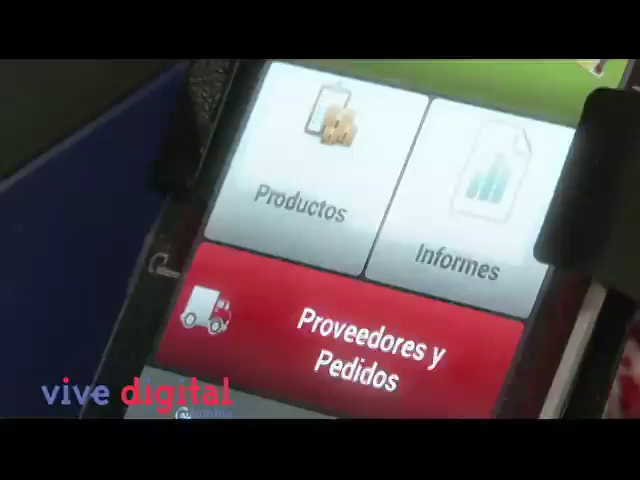 Productos
Informes
Proveedores y
Pedidos
vive digital